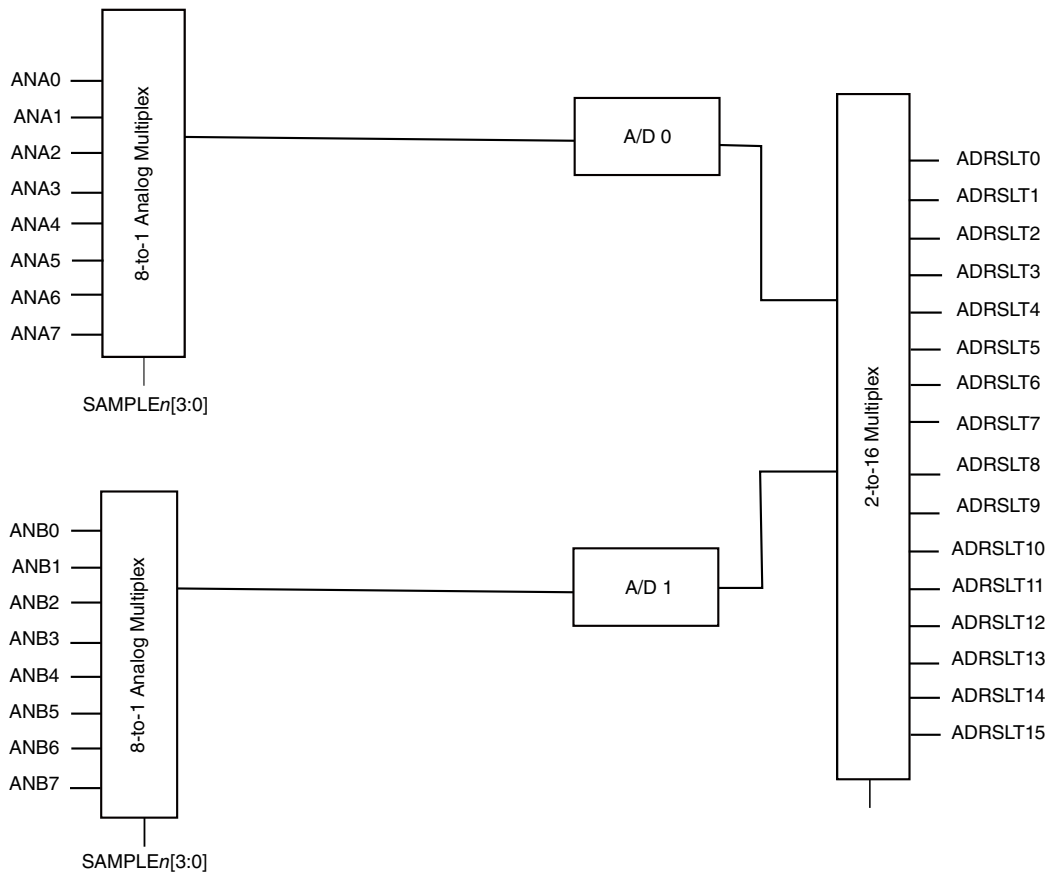 ANA0
ANA1
ANA2
ANA3
ANA4
ANA5
ANA6
ANA7
8-to-1 Analog Multiplex
SAMPLEn[3:0]
A/D 0
ANB0
ANB1
ANB2
ANB3
ANB4
ANB5
ANB6
ANB7
8-to-1 Analog Multiplex
SAMPLEn[3:0]
A/D 1
2-to-16 Multiplex
ADRSLT0
ADRSLT1
ADRSLT2
ADRSLT3
ADRSLT4
ADRSLT5
ADRSLT6
ADRSLT7
ADRSLT8
ADRSLT9
ADRSLT10
ADRSLT11
ADRSLT12
ADRSLT13
ADRSLT14
ADRSLT15